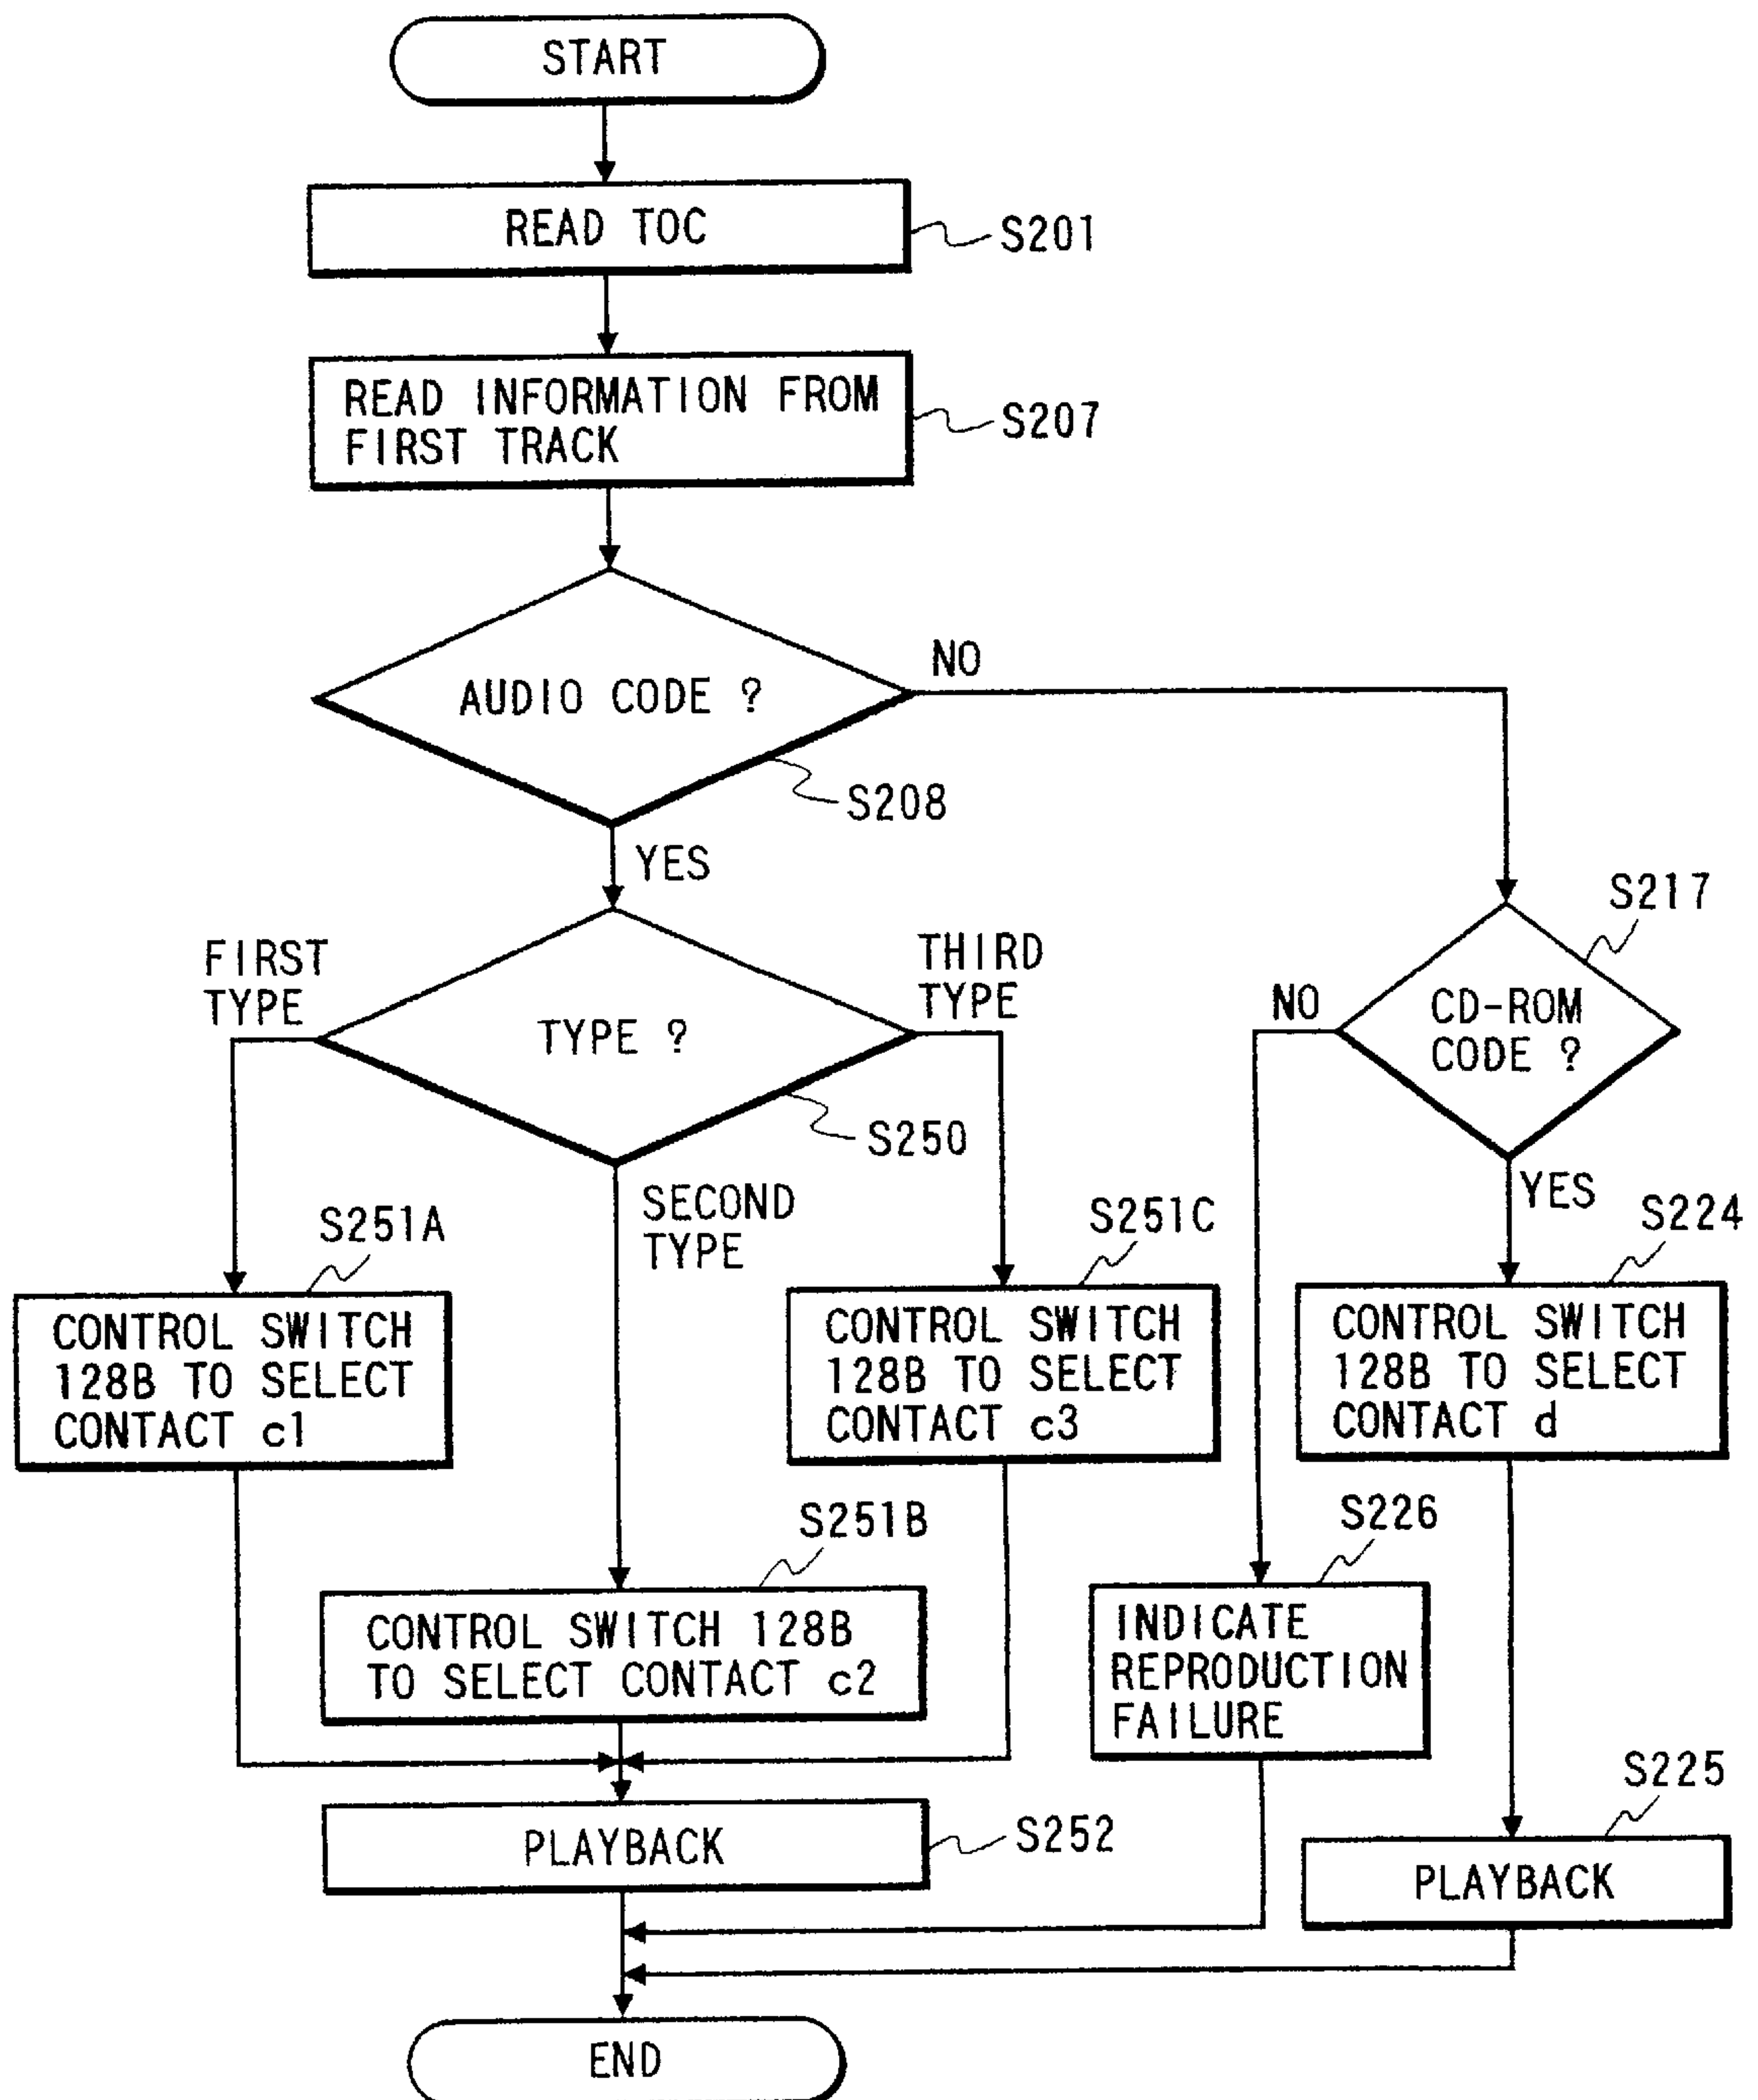 START
READ TOC
S201
READ INFORMATION FROM
FIRST TRACK
S207
AUDIO CODE ?
NO
S208
YES
S217
FIRST
TYPE
THIRD
TYPE
TYPE ?
NO
CD-ROM
CODE ?
S250
SECOND
TYPE
YES
S251A
S251C
S224
CONTROL SWITCH
128B TO SELECT
CONTACT c1
CONTROL SWITCH
128B TO SELECT
CONTACT c3
CONTROL SWITCH
128B TO SELECT
CONTACT d
S251B
S226
CONTROL SWITCH 128B
TO SELECT CONTACT c2
INDICATE
REPRODUCTION
FAILURE
S225
PLAYBACK
S252
PLAYBACK
END